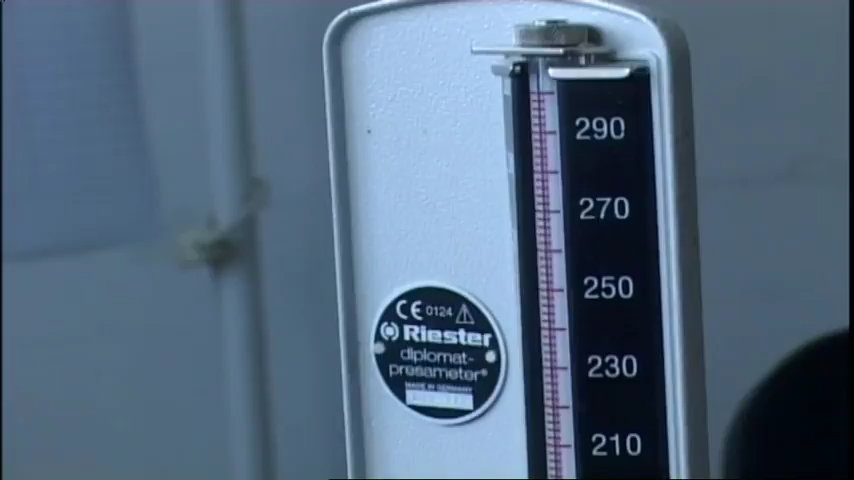 290
270
250
230
210
CE 0124
Riester
diplomat-
presameter®
MADE IN GERMANY